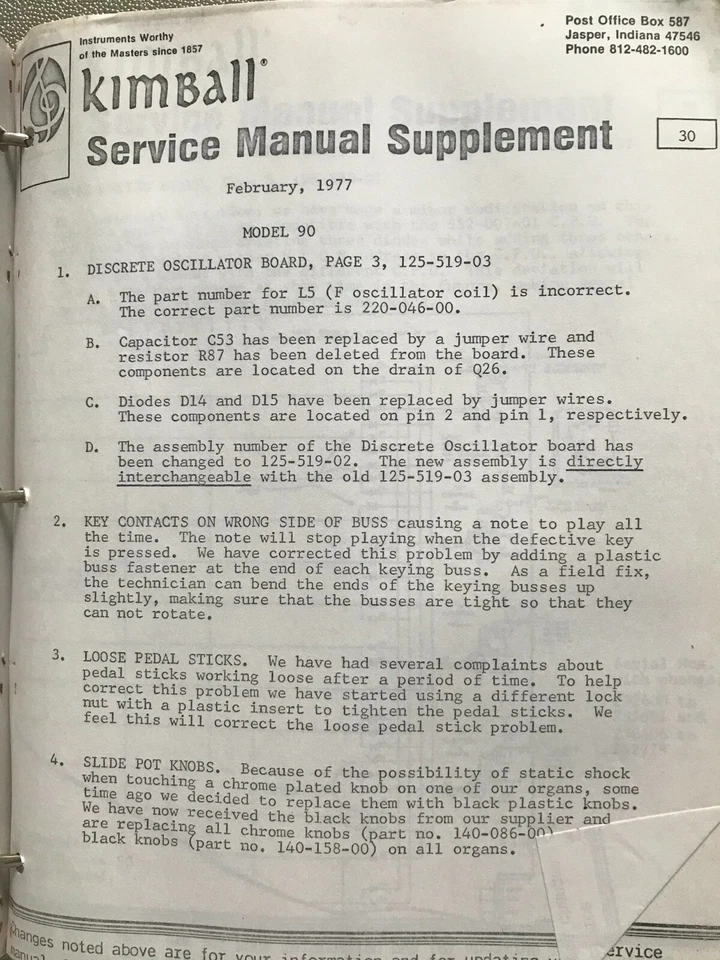 Instruments Worthy
of the Masters since 1857
Post Office Box 587
Jasper, Indiana 47546
Phone 812-482-1600
KIMBALL®
Service Manual Supplement
30
February, 1977
MODEL 90
1. DISCRETE OSCILLATOR BOARD, PAGE 3, 125-519-03
A. The part number for L5 (F oscillator coil) is incorrect.
The correct part number is 220-046-00.
B. Capacitor C53 has been replaced by a jumper wire and
resistor R87 has been deleted from the board. These
components are located on the drain of Q26.
C. Diodes D14 and D15 have been replaced by jumper wires.
These components are located on pin 2 and pin 1, respectively.
D. The assembly number of the Discrete Oscillator board has
been changed to 125-519-02. The new assembly is directly
interchangeable with the old 125-519-03 assembly.
2. KEY CONTACTS ON WRONG SIDE OF BUSS causing a note to play all
the time. The note will stop playing when the defective key
is pressed. We have corrected this problem by adding a plastic
buss fastener at the end of each keying buss. As a field fix,
the technician can bend the ends of the keying busses up
slightly, making sure that the busses are tight so that they
can not rotate.
3. LOOSE PEDAL STICKS. We have had several complaints about
pedal sticks working loose after a period of time. To help
correct this problem we have started using a different lock
nut with a plastic insert to tighten the pedal sticks. We
feel this will correct the loose pedal stick problem.
4. SLIDE POT KNOBS. Because of the possibility of static shock
when touching a chrome plated knob on one of our organs, some
time ago we decided to replace them with black plastic knobs.
We have now received the black knobs from our supplier and
are replacing all chrome knobs (part no. 140-086-00)
black knobs (part no. 140-158-00) on all organs.
Changes noted above are for your information and for updating